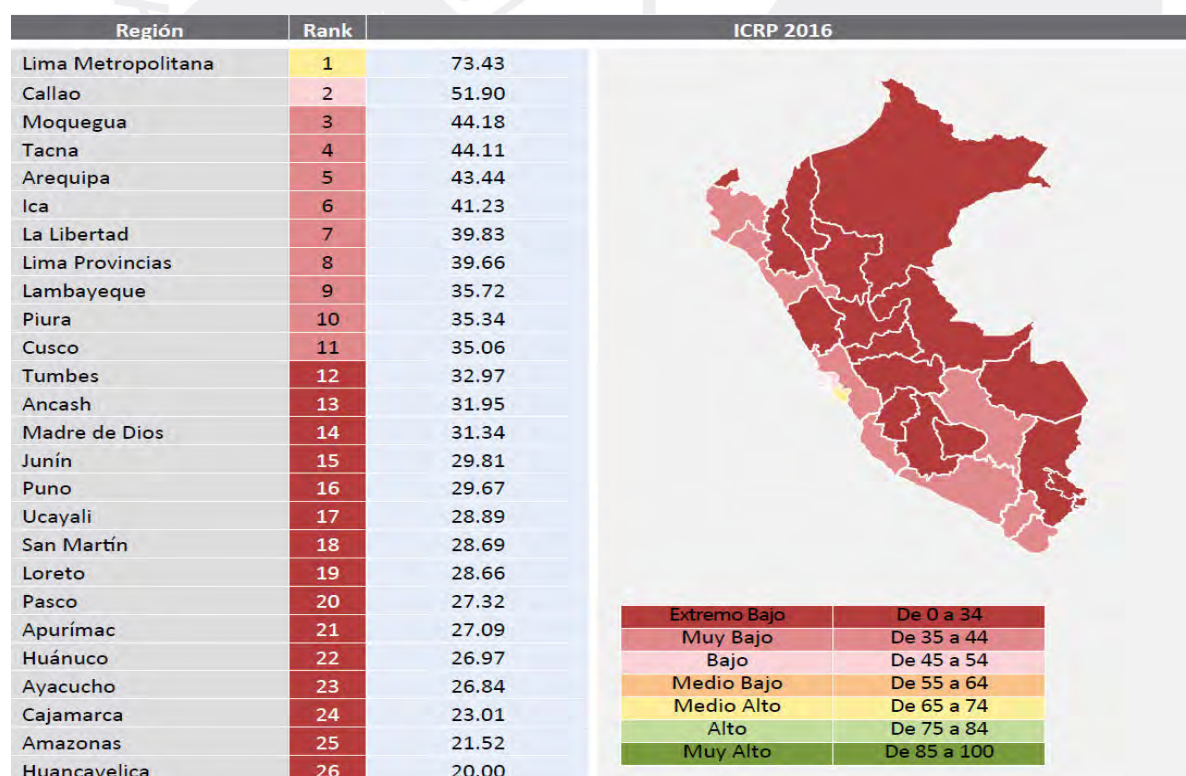 Región Rank ICRP 2016
Lima Metropolitana 1 73.43
Callao 2 51.90
Moquegua 3 44.18
Tacna 4 44.11
Arequipa 5 43.44
Ica 6 41.23
La Libertad 7 39.83
Lima Provincias 8 39.66
Lambayeque 9 35.72
Piura 10 35.34
Cusco 11 35.06
Tumbes 12 32.97
Ancash 13 31.95
Madre de Dios 14 31.34
Junín 15 29.81
Puno 16 29.67
Ucayali 17 28.89
San Martín 18 28.69
Loreto 19 28.66
Pasco 20 27.32
Apurímac 21 27.09
Huánuco 22 26.97
Ayacucho 23 26.84
Cajamarca 24 23.01
Amazonas 25 21.52
Huancavelica 26 20.00
Extremo Bajo De 0 a 34
Muy Bajo De 35 a 44
Bajo De 45 a 54
Medio Bajo De 55 a 64
Medio Alto De 65 a 74
Alto De 75 a 84
Muy Alto De 85 a 100